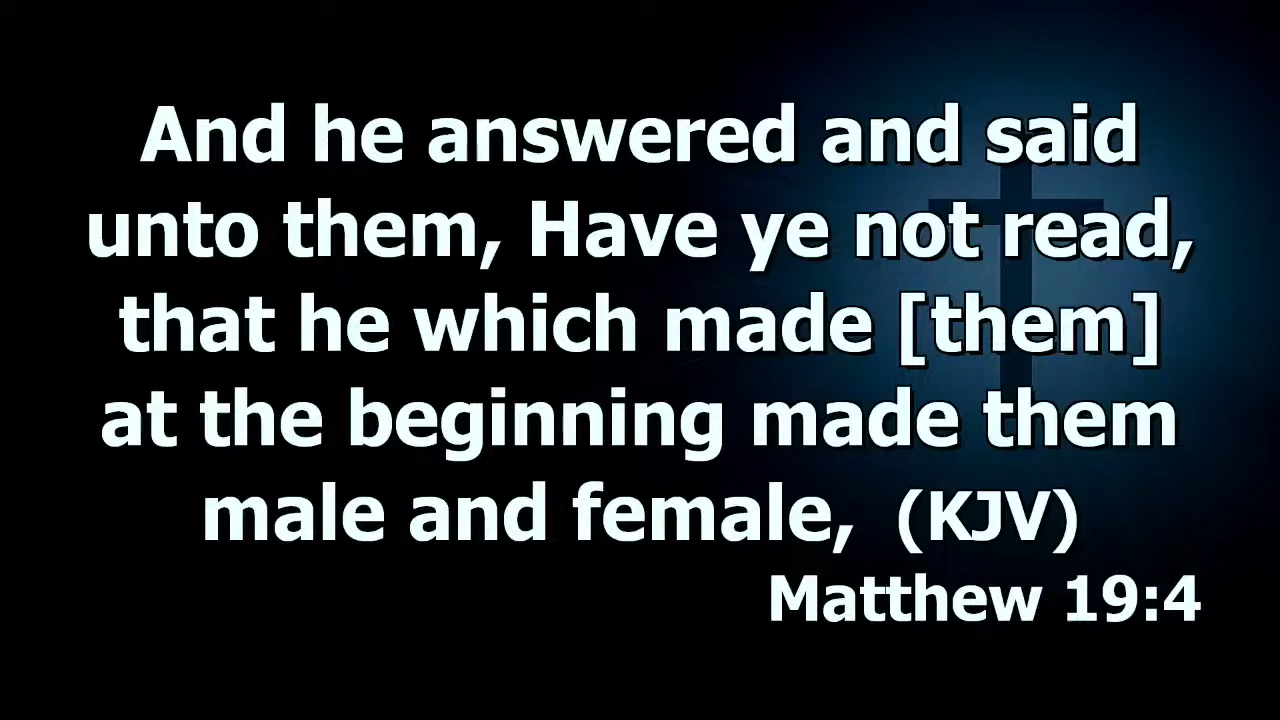 And he answered and said
unto them, Have ye not read,
that he which made [them]
at the beginning made them
male and female, (KJV)
Matthew 19:4